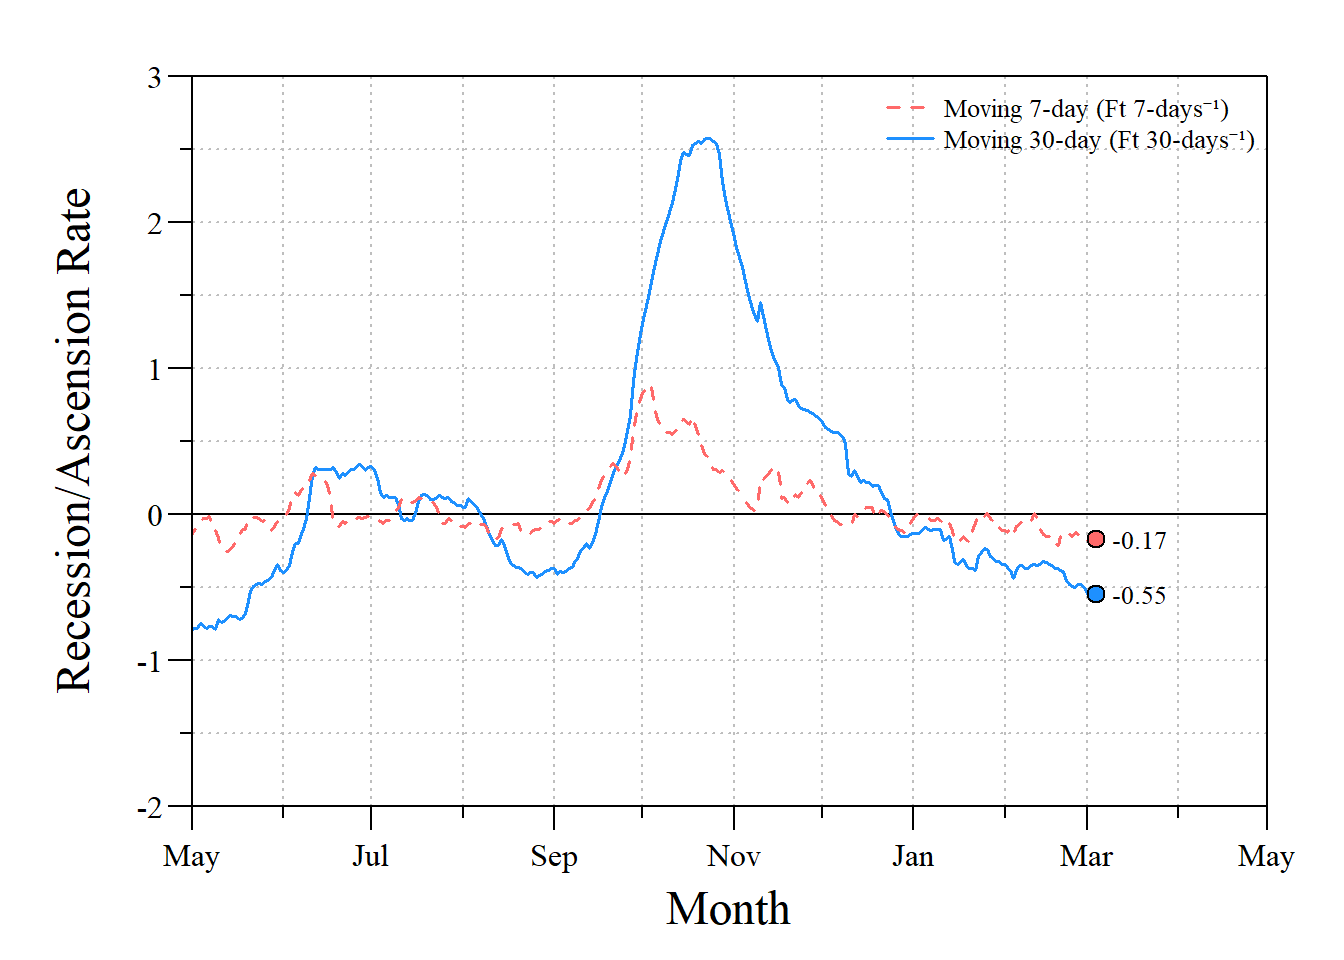 3
2
1
0
-1
-2
Recession/Ascension Rate
Moving 7-day (Ft 7-days⁻¹)
Moving 30-day (Ft 30-days⁻¹)
-0.17
-0.55
May Jul Sep Nov Jan Mar May
Month